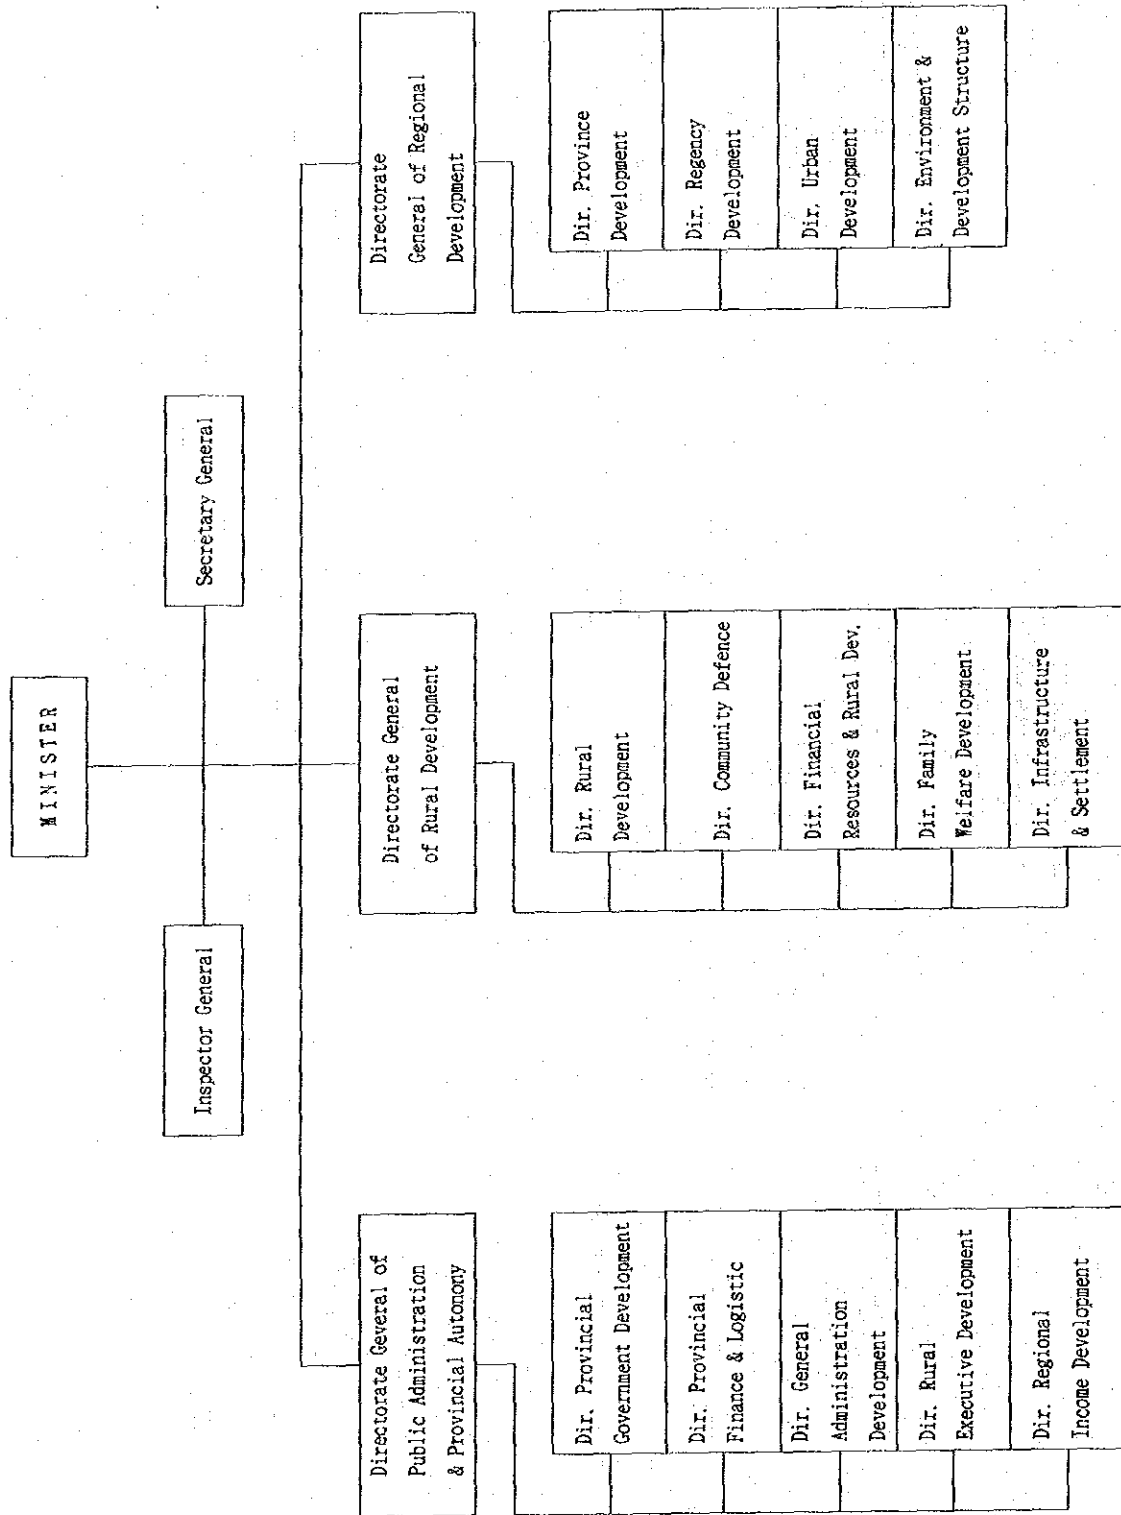 M I N I S T E R
Inspector General
Secretary General
Directorate Geveral of
Public Administration
& Provincial Autonony
Dir. Provincial
Government Development
Dir. Provincial
Finance & Logistic
Dir. General
Administration
Development
Dir. Rural
Executive Development
Dir. Regional
Income Development
Directorate General
of Rural Development
Dir. Rural
Development
Dir. Community Defence
Dir. Financial
Resources & Rural Dev.
Dir. Family
Welfare Development
Dir. Infrastructure
& Settlement
Directorate
General of Regional
Development
Dir. Province
Development
Dir. Regency
Development
Dir. Urban
Development
Dir. Environment &
Development Structure